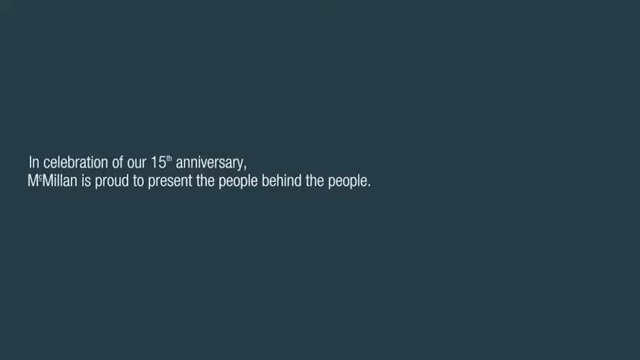 In celebration of our 15th anniversary,
McMillan is proud to present the people behind the people.